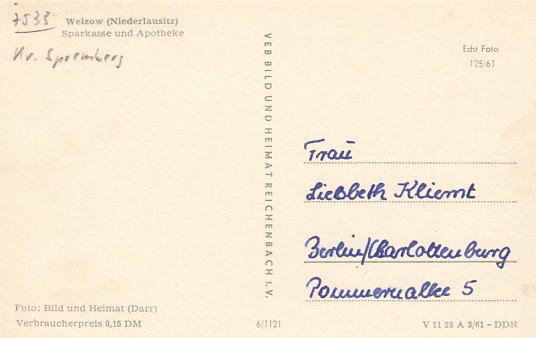 7533 Welzow (Niederlausitz)
Sparkasse und Apotheke
Kr. Spremberg
Echt Foto
125/61
VEB BILD UND HEIMAT REICHENBACH I.V.
Frau
Liesbeth Kliemt
Berlin/Charlottenburg
Pommernallee 5
Foto: Bild und Heimat (Darr)
Verbraucherpreis 0,15 DM
6/1121
V 11 28 A 3/61 - DDR